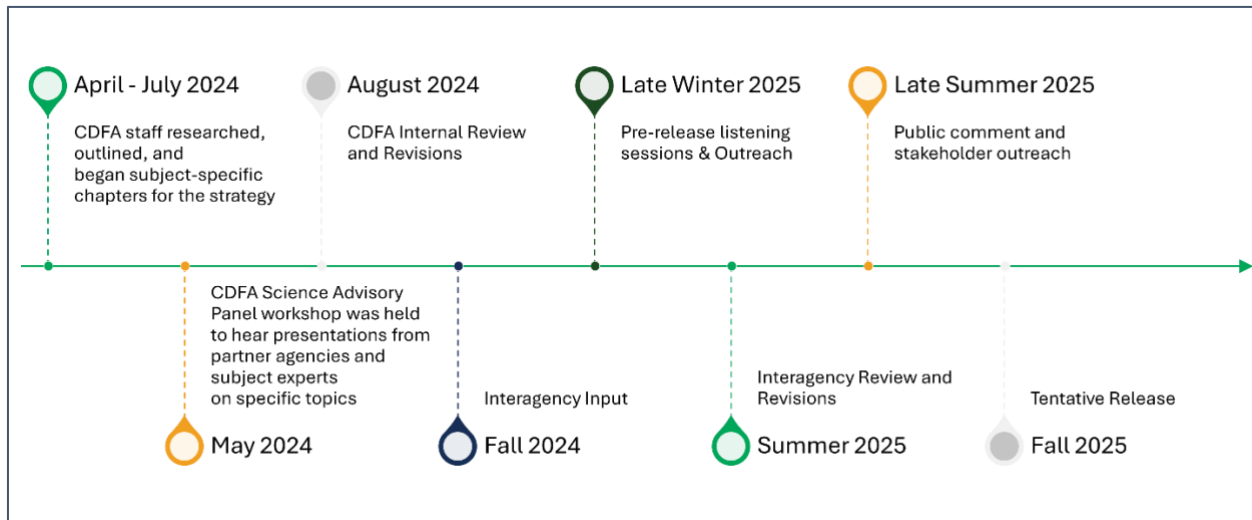 April - July 2024
CDFA staff researched,
outlined, and
began subject-specific
chapters for the strategy
August 2024
CDFA Internal Review
and Revisions
Late Winter 2025
Pre-release listening
sessions & Outreach
Late Summer 2025
Public comment and
stakeholder outreach
CDFA Science Advisory
Panel workshop was held
to hear presentations from
partner agencies and
subject experts
on specific topics
May 2024
Interagency Input
Fall 2024
Interagency Review and
Revisions
Summer 2025
Tentative Release
Fall 2025